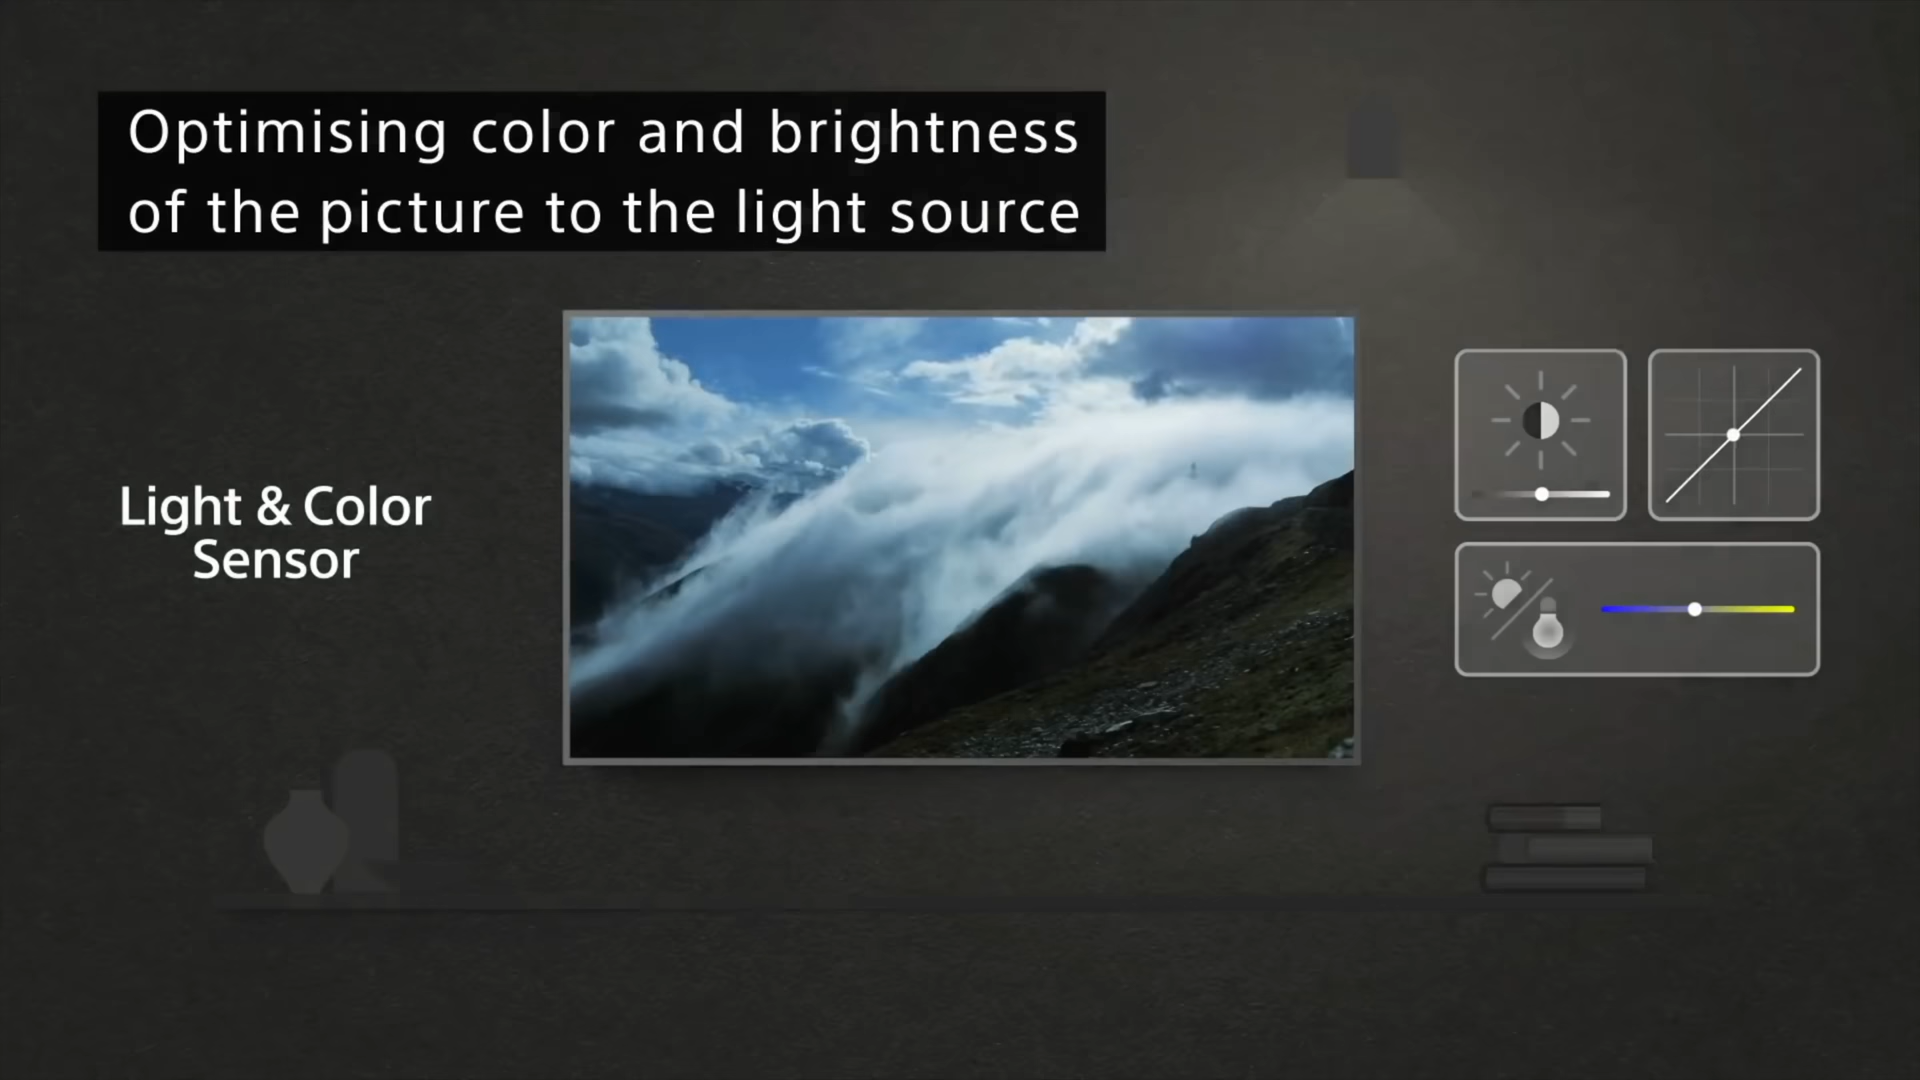 Optimising color and brightness
of the picture to the light source
Light & Color
Sensor